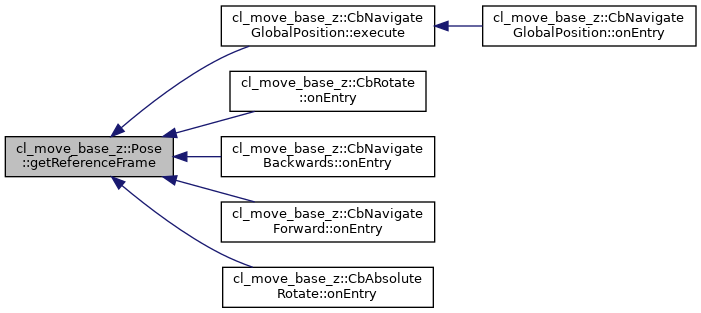 cl_move_base_z::CbNavigate
GlobalPosition::execute
cl_move_base_z::CbNavigate
GlobalPosition::onEntry
cl_move_base_z::CbRotate
::onEntry
cl_move_base_z::Pose
::getReferenceFrame
cl_move_base_z::CbNavigate
Backwards::onEntry
cl_move_base_z::CbNavigate
Forward::onEntry
cl_move_base_z::CbAbsolute
Rotate::onEntry